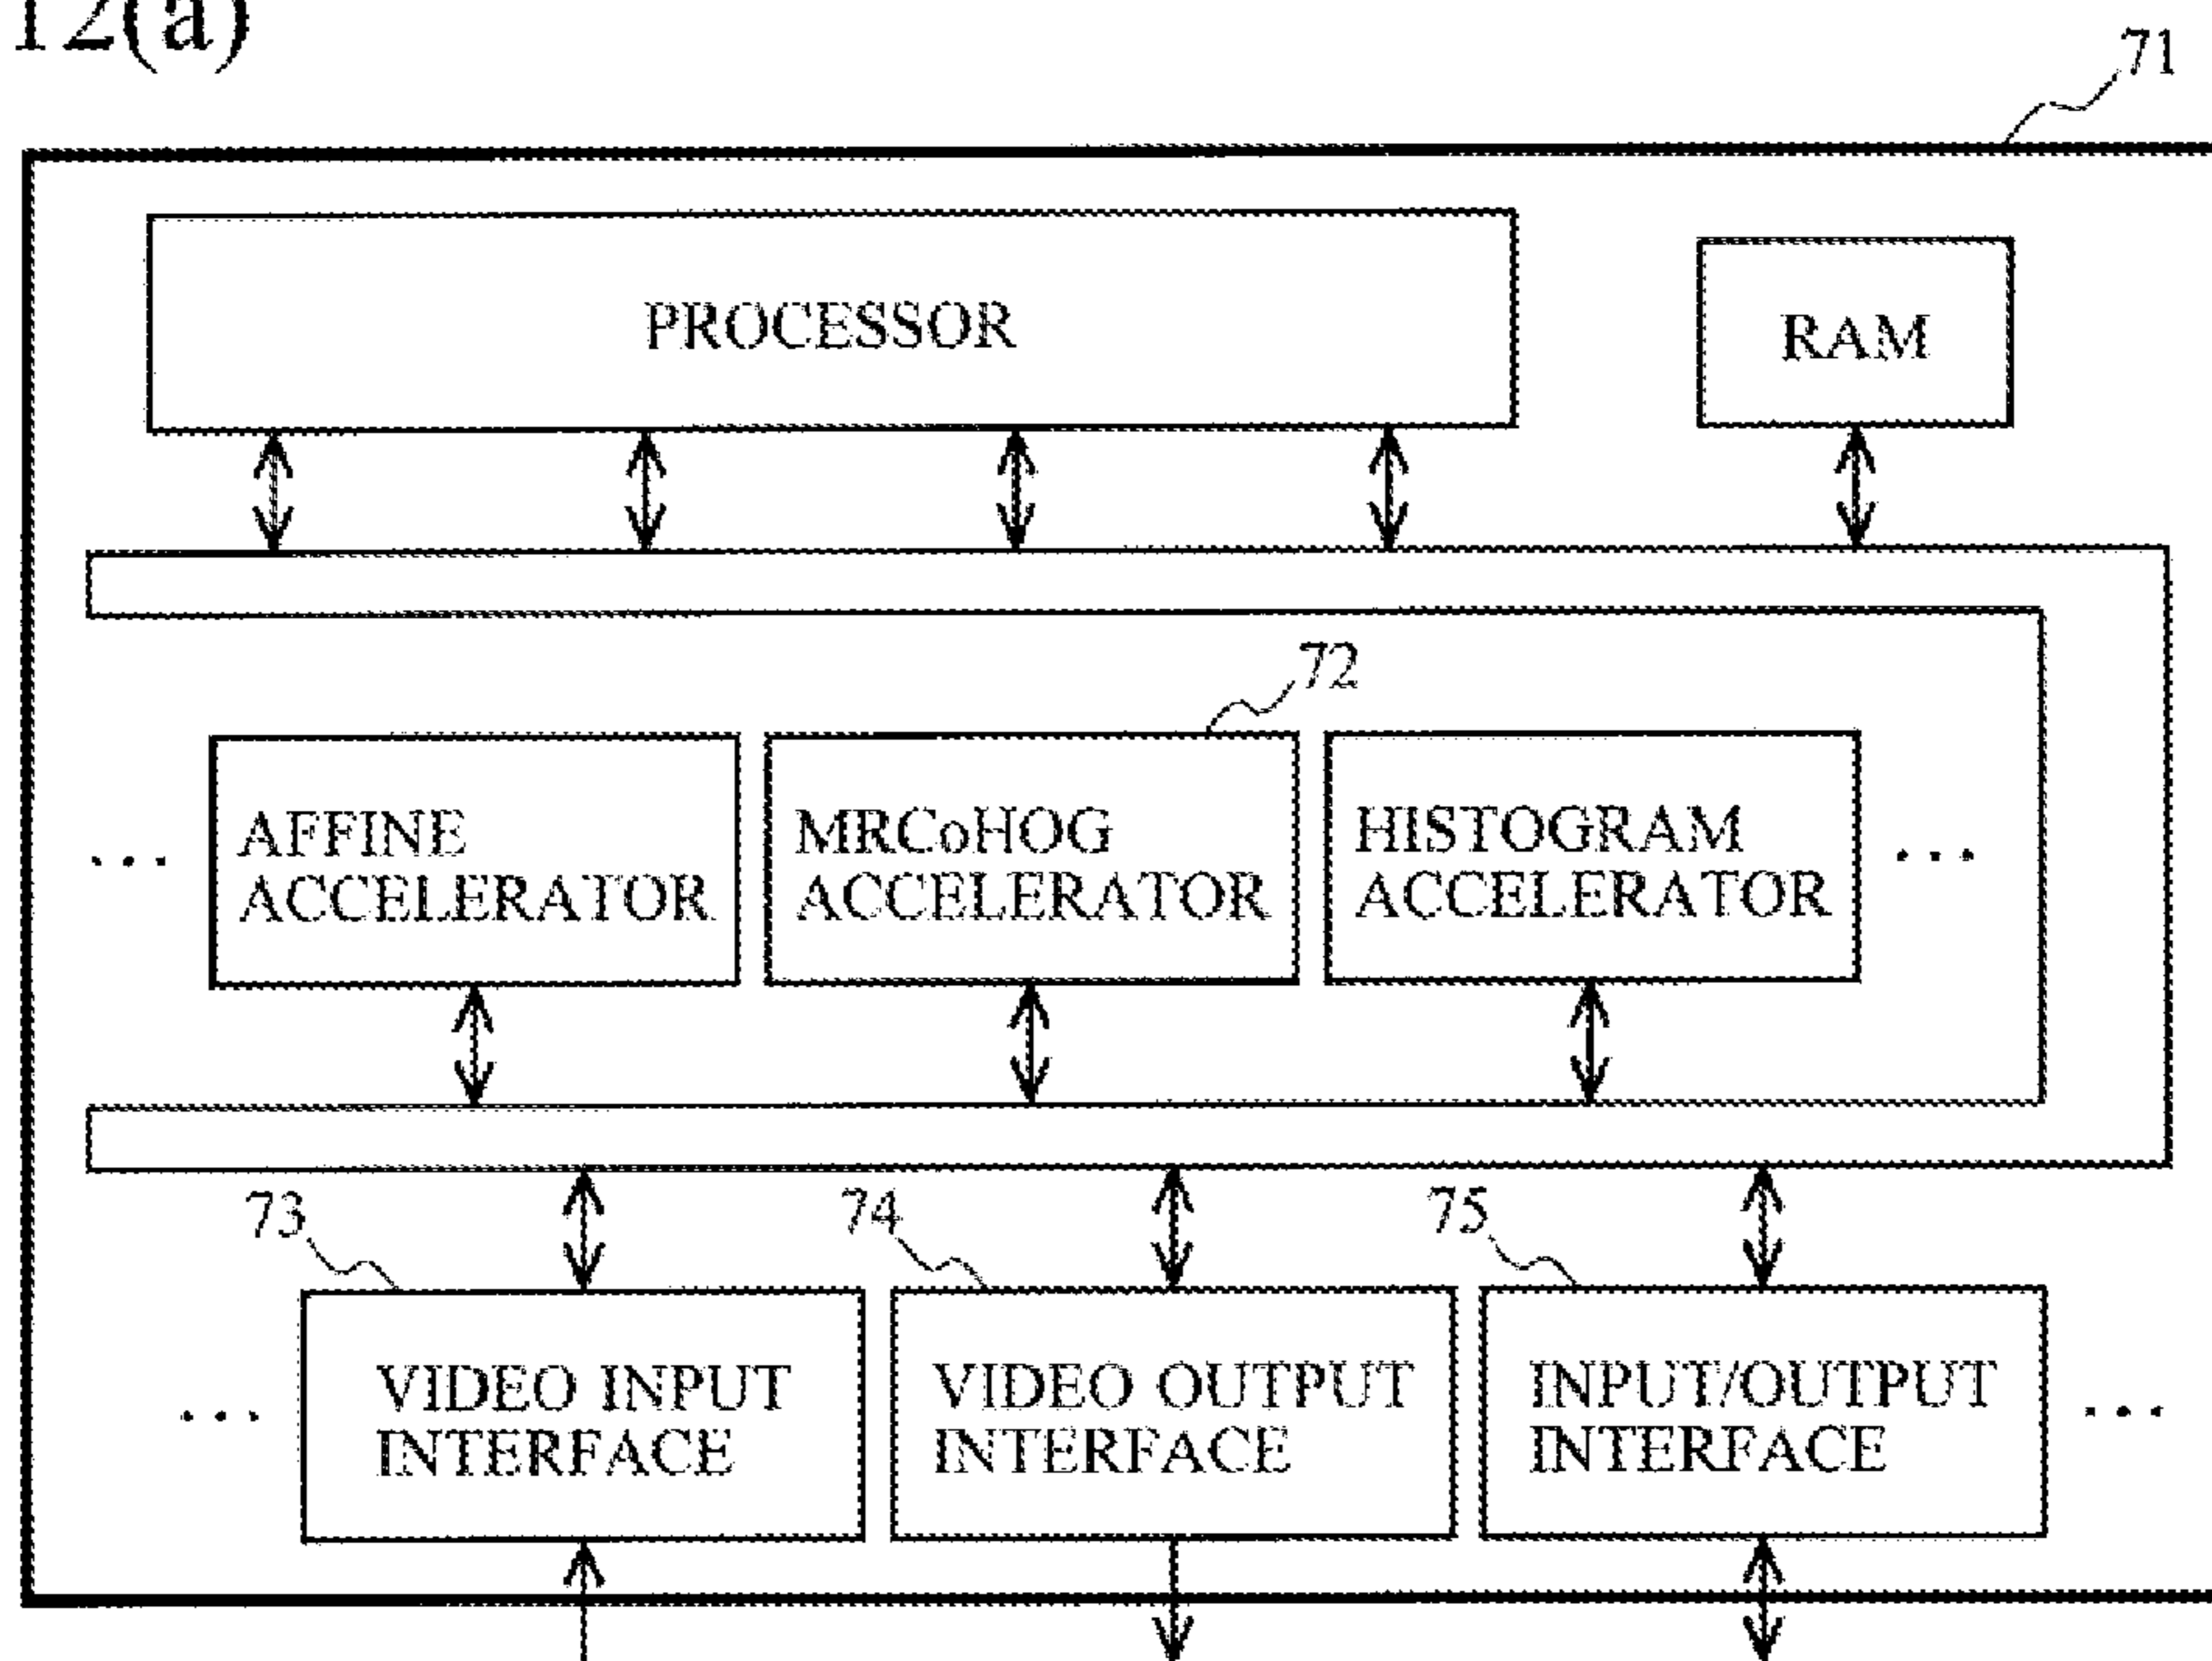 12(a)
71
PROCESSOR
RAM
72
... AFFINE
ACCELERATOR
MRCoHOG
ACCELERATOR
HISTOGRAM
ACCELERATOR ...
73
74
75
... VIDEO INPUT
INTERFACE
VIDEO OUTPUT
INTERFACE
INPUT/OUTPUT
INTERFACE ...